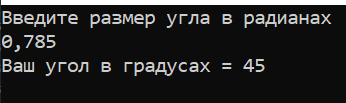 Введите размер угла в радианах
0,785
Ваш угол в градусах = 45